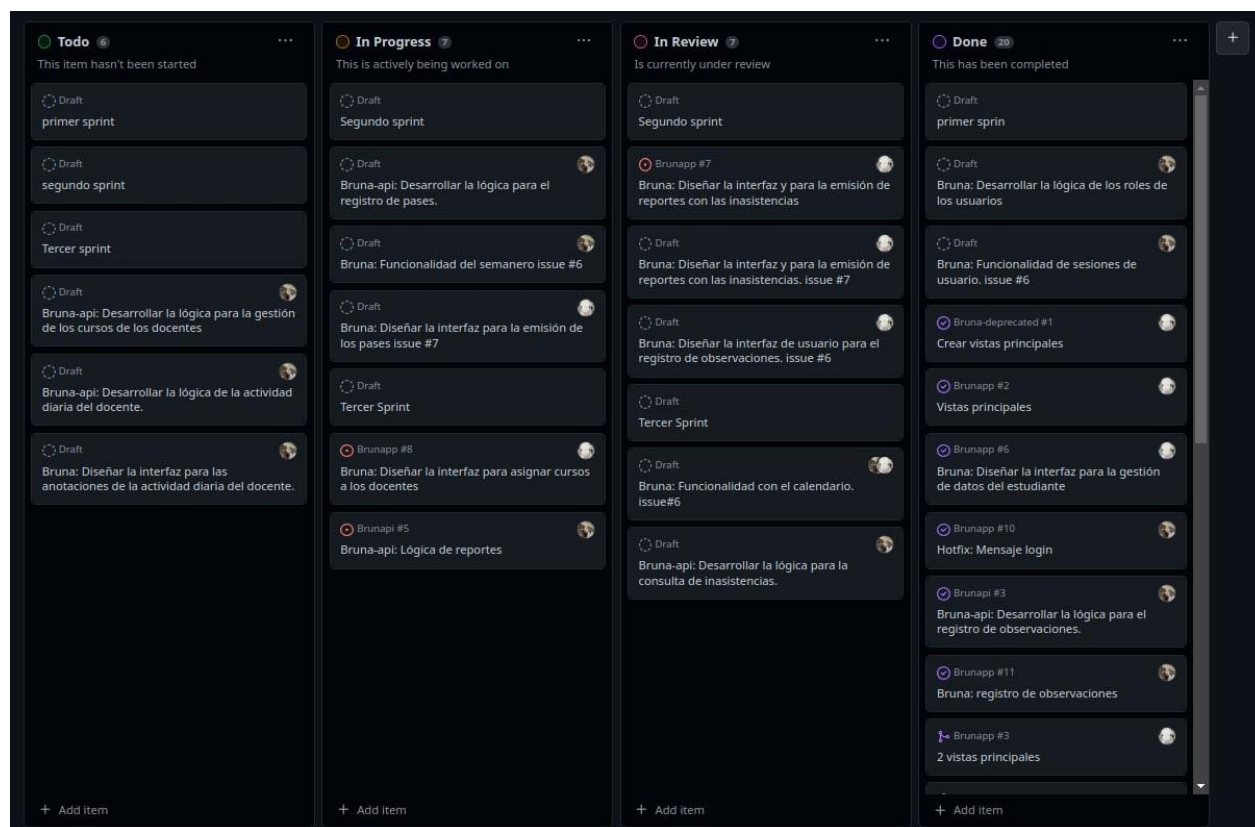 Todo 6
This item hasn't been started
Draft
primer sprint
Draft
segundo sprint
Draft
Tercer sprint
Draft
Bruna-api: Desarrollar la lógica para la gestión
de los cursos de los docentes
Draft
Bruna-api: Desarrollar la lógica de la actividad
diaria del docente.
Draft
Bruna: Diseñar la interfaz para las
anotaciones de la actividad diaria del docente.
+ Add item
In Progress 7
This is actively being worked on
Draft
Segundo sprint
Draft
Bruna-api: Desarrollar la lógica para el
registro de pases.
Draft
Bruna: Funcionalidad del semanero issue #6
Draft
Bruna: Diseñar la interfaz para la emisión de
los pases issue #7
Draft
Tercer Sprint
Brunapp #8
Bruna: Diseñar la interfaz para asignar cursos
a los docentes
Brunapi #5
Bruna-api: Lógica de reportes
+ Add item
In Review 7
Is currently under review
Draft
Segundo sprint
Brunapp #7
Bruna: Diseñar la interfaz y para la emisión de
reportes con las inasistencias
Draft
Bruna: Diseñar la interfaz y para la emisión de
reportes con las inasistencias. issue #7
Draft
Bruna: Diseñar la interfaz de usuario para el
registro de observaciones. issue #6
Draft
Tercer Sprint
Draft
Bruna: Funcionalidad con el calendario.
issue#6
Draft
Bruna-api: Desarrollar la lógica para la
consulta de inasistencias.
+ Add item
Done 20
This has been completed
Draft
primer sprin
Draft
Bruna: Desarrollar la lógica de los roles de
los usuarios
Draft
Bruna: Funcionalidad de sesiones de
usuario. issue #6
Bruna-deprecated #1
Crear vistas principales
Brunapp #2
Vistas principales
Brunapp #6
Bruna: Diseñar la interfaz para la gestión
de datos del estudiante
Brunapp #10
Hotfix: Mensaje login
Brunapi #3
Bruna-api: Desarrollar la lógica para el
registro de observaciones.
Brunapp #11
Bruna: registro de observaciones
Brunapp #3
2 vistas principales
+ Add item